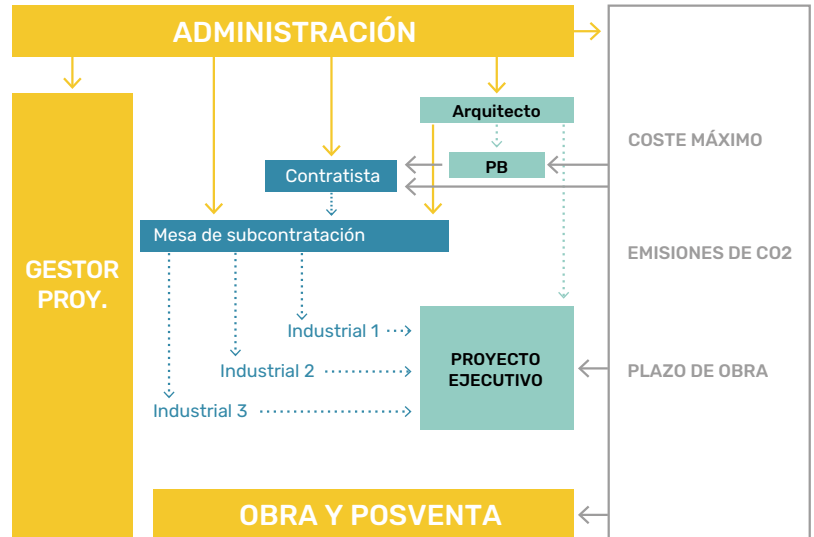 ADMINISTRACIÓN
Arquitecto
COSTE MÁXIMO
PB
Contratista
Mesa de subcontratación
EMISIONES DE CO2
GESTOR
PROY.
Industrial 1
PROYECTO
EJECUTIVO
Industrial 2
PLAZO DE OBRA
Industrial 3
OBRA Y POSVENTA